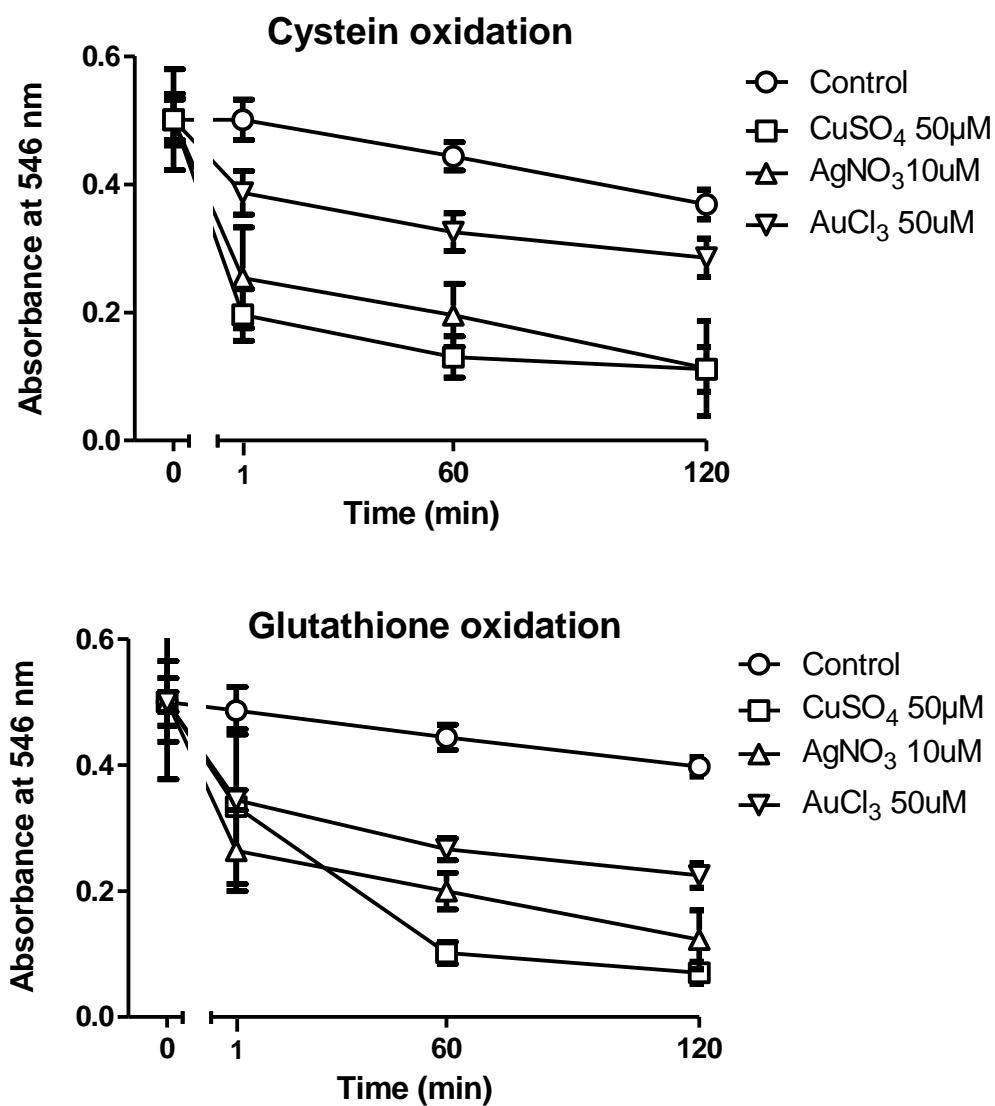 Cystein oxidation
Absorbance at 546 nm
0.6
0.4
0.2
0.0
0
1
60
120
Time (min)
Control
CuSO₄ 50µM
AgNO₃10uM
AuCl₃ 50uM
Glutathione oxidation
Absorbance at 546 nm
0.6
0.4
0.2
0.0
0
1
60
120
Time (min)
Control
CuSO₄ 50µM
AgNO₃ 10uM
AuCl₃ 50uM